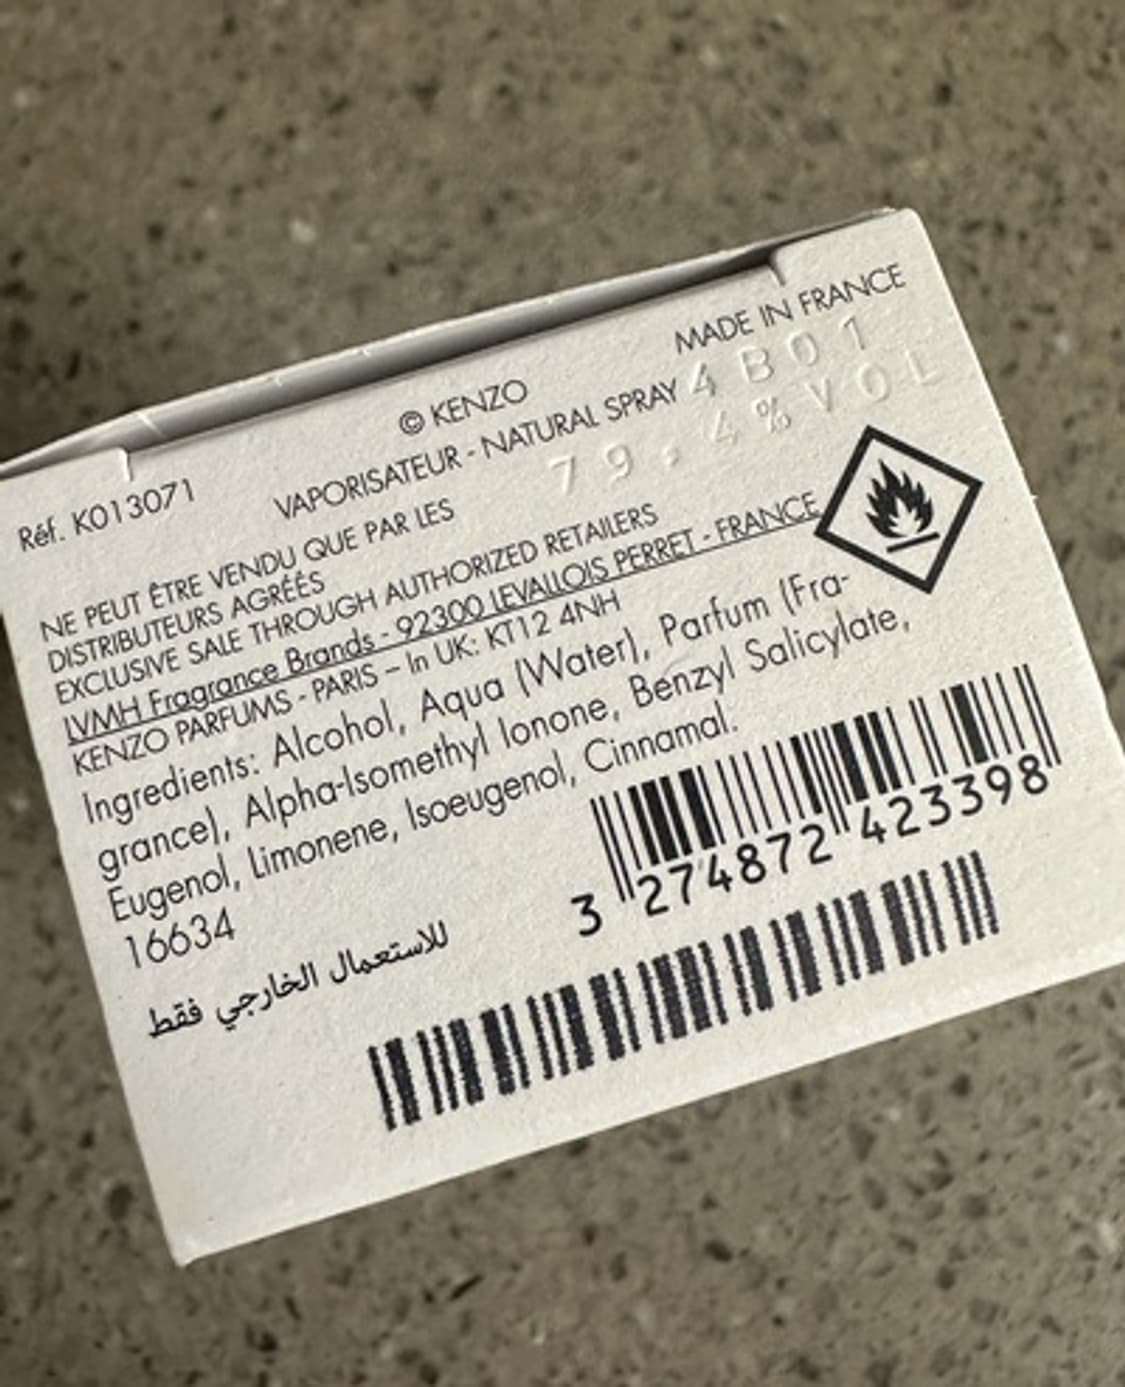 MADE IN FRANCE
4B01
© KENZO
VAPORISATEUR - NATURAL SPRAY
79.4%VOL
Réf. K013071
NE PEUT ÊTRE VENDU QUE PAR LES
DISTRIBUTEURS AGRÉÉS
EXCLUSIVE SALE THROUGH AUTHORIZED RETAILERS
LVMH Fragrance Brands - 92300 LEVALLOIS PERRET - FRANCE
KENZO PARFUMS - PARIS – In UK: KT12 4NH
Ingredients: Alcohol, Aqua (Water), Parfum (Fra-
grance), Alpha-Isomethyl Ionone, Benzyl Salicylate,
Eugenol, Limonene, Isoeugenol, Cinnamal.
16634
3 274872 423398
للاستعمال الخارجي فقط